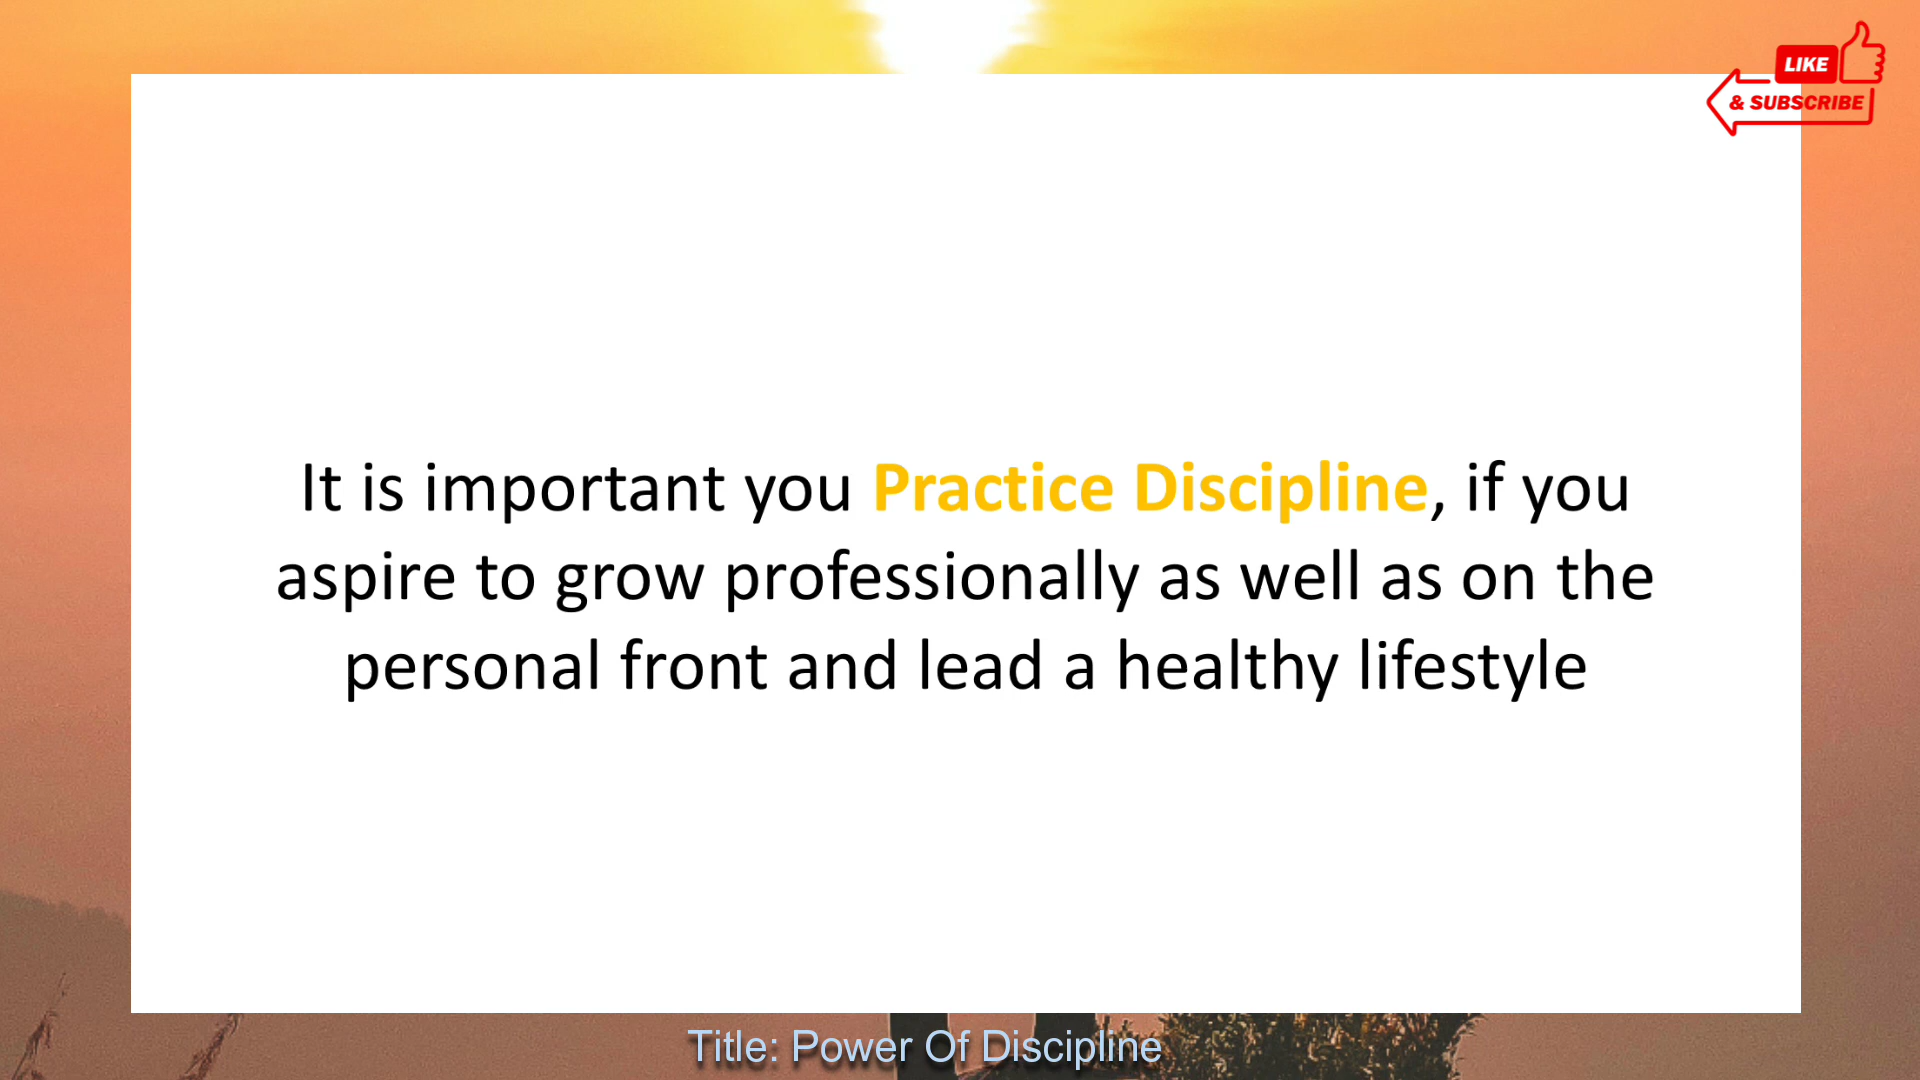 LIKE
& SUBSCRIBE
It is important you Practice Discipline, if you
aspire to grow professionally as well as on the
personal front and lead a healthy lifestyle
Title: Power Of Discipline